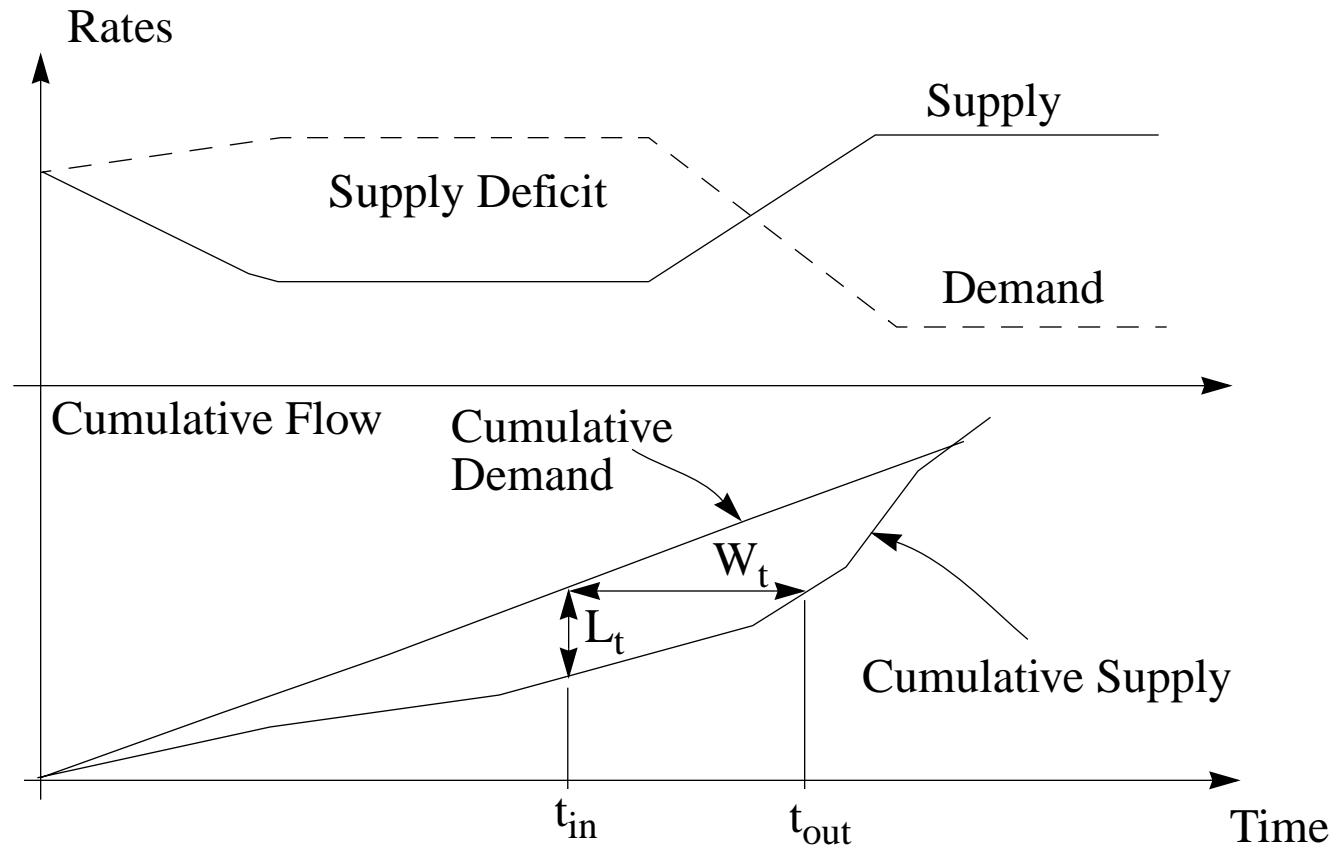 Rates
Supply
Supply Deficit
Demand
Cumulative Flow
Cumulative
Demand
W_t
L_t
Cumulative Supply
t_in
t_out
Time